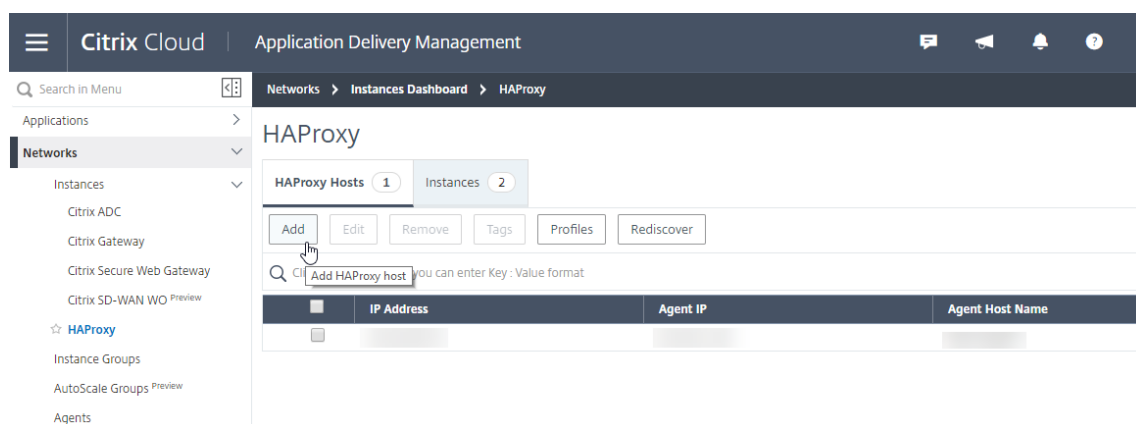 Citrix Cloud
Application Delivery Management
Search in Menu
Networks > Instances Dashboard > HAProxy
Applications
Networks
Instances
Citrix ADC
Citrix Gateway
Citrix Secure Web Gateway
Citrix SD-WAN WO Preview
HAProxy
Instance Groups
AutoScale Groups Preview
Agents
HAProxy
HAProxy Hosts 1 Instances 2
Add Edit Remove Tags Profiles Rediscover
you can enter Key : Value format
Add HAProxy host
IP Address Agent IP Agent Host Name